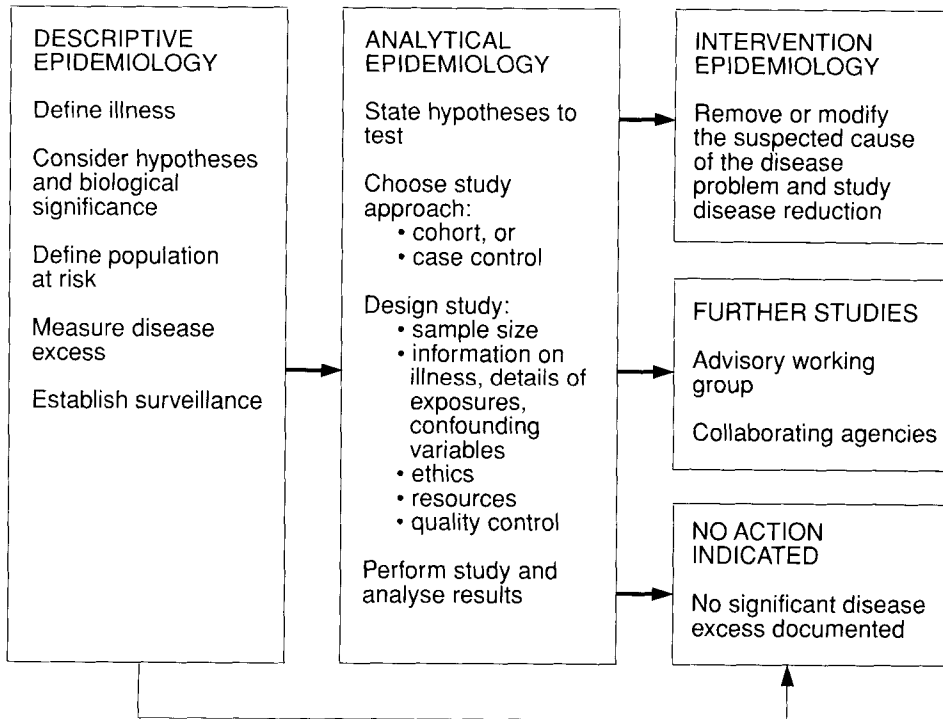 DESCRIPTIVE
EPIDEMIOLOGY
Define illness
Consider hypotheses
and biological
significance
Define population
at risk
Measure disease
excess
Establish surveillance
ANALYTICAL
EPIDEMIOLOGY
State hypotheses to
test
Choose study
approach:
• cohort, or
• case control
Design study:
• sample size
• information on
illness, details of
exposures,
confounding
variables
• ethics
• resources
• quality control
Perform study and
analyse results
INTERVENTION
EPIDEMIOLOGY
Remove or modify
the suspected cause
of the disease
problem and study
disease reduction
FURTHER STUDIES
Advisory working
group
Collaborating agencies
NO ACTION
INDICATED
No significant disease
excess documented